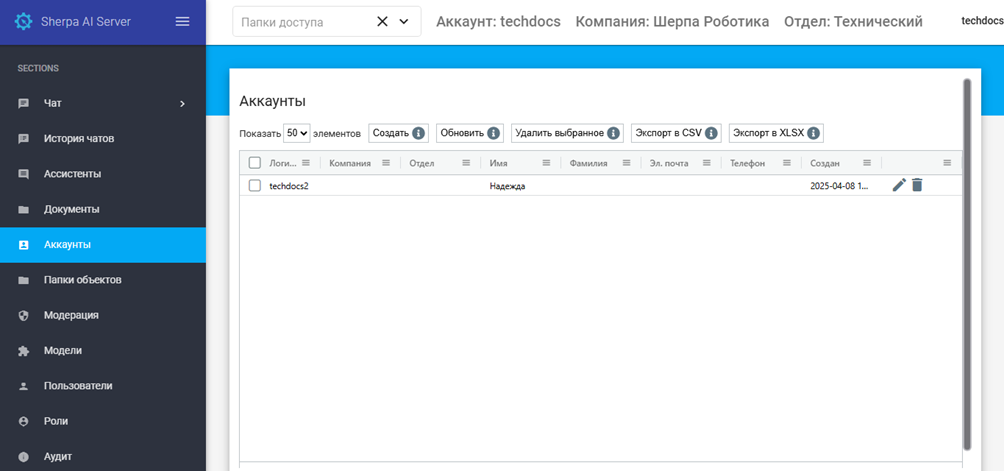 Sherpa AI Server
Папки доступа
Аккаунт: techdocs Компания: Шерпа Роботика Отдел: Технический
techdocs
SECTIONS
Чат
История чатов
Ассистенты
Документы
Аккаунты
Папки объектов
Модерация
Модели
Пользователи
Роли
Аудит
Аккаунты
Показать 50 элементов Создать Обновить Удалить выбранное Экспорт в CSV Экспорт в XLSX
Логи... Компания Отдел Имя Фамилия Эл. почта Телефон Создан
techdocs2 Надежда 2025-04-08 1...